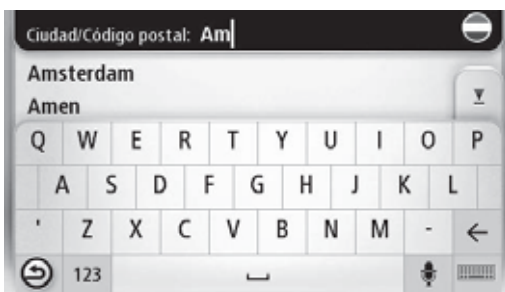 Ciudad/Código postal: Am
Amsterdam
Amen
Q W E R T Y U I O P
A S D F G H J K L
' Z X C V B N M -
123